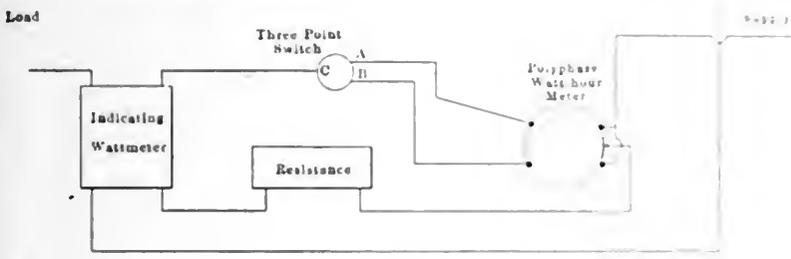 Load
Three Point
Switch
A
C
B
Polyphase
Watt hour
Meter
Indicating
Wattmeter
Resistance